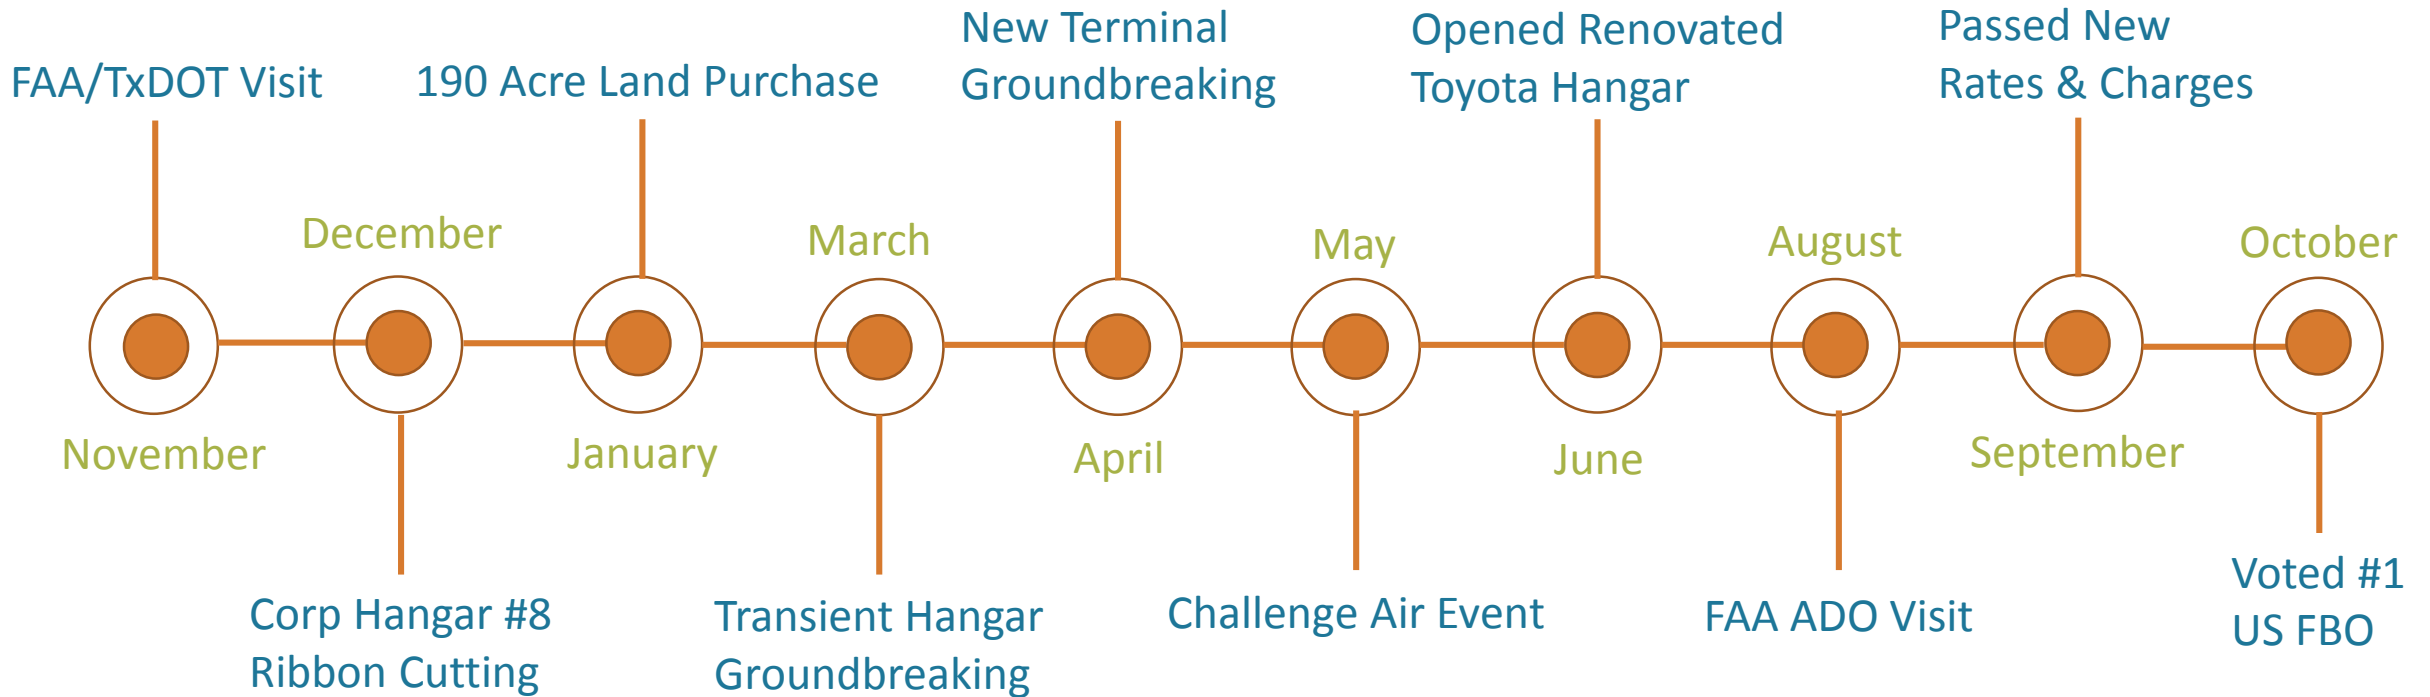 FAA/TxDOT Visit
190 Acre Land Purchase
New Terminal
Groundbreaking
Opened Renovated
Toyota Hangar
Passed New
Rates & Charges
December
March
May
August
October
November
January
April
June
September
Corp Hangar #8
Ribbon Cutting
Transient Hangar
Groundbreaking
Challenge Air Event
FAA ADO Visit
Voted #1
US FBO